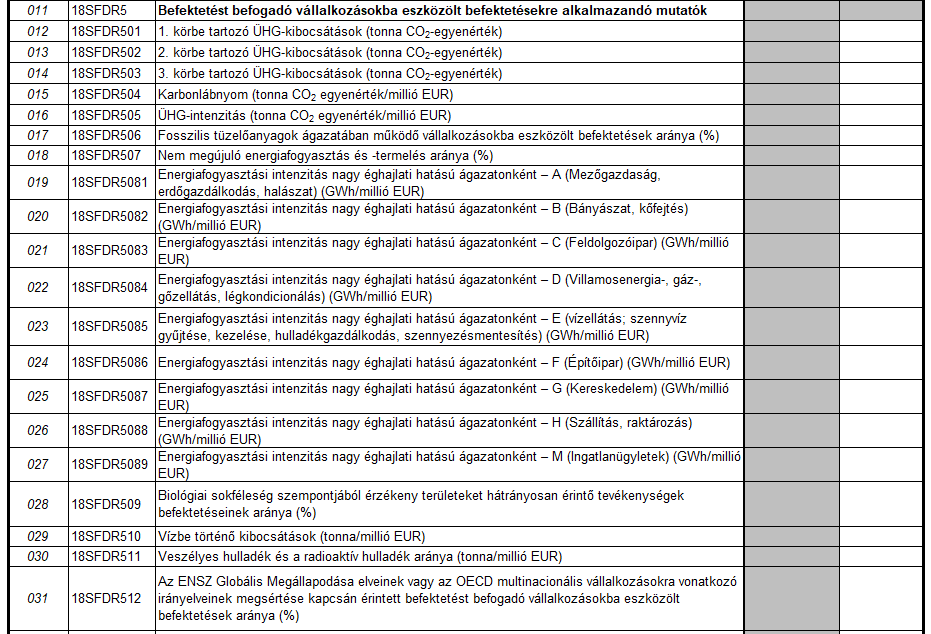 011 18SFDR5 Befektetést befogadó vállalkozásokba eszközölt befektetésekre alkalmazandó mutatók
012 18SFDR501 1. körbe tartozó ÜHG-kibocsátások (tonna CO2-egyenérték)
013 18SFDR502 2. körbe tartozó ÜHG-kibocsátások (tonna CO2-egyenérték)
014 18SFDR503 3. körbe tartozó ÜHG-kibocsátások (tonna CO2-egyenérték)
015 18SFDR504 Karbonlábnyom (tonna CO2 egyenérték/millió EUR)
016 18SFDR505 ÜHG-intenzitás (tonna CO2 egyenérték/millió EUR)
017 18SFDR506 Fosszilis tüzelőanyagok ágazatában működő vállalkozásokba eszközölt befektetések aránya (%)
018 18SFDR507 Nem megújuló energiafogyasztás és -termelés aránya (%)
019 18SFDR5081 Energiafogyasztási intenzitás nagy éghajlati hatású ágazatonként – A (Mezőgazdaság,
erdőgazdálkodás, halászat) (GWh/millió EUR)
020 18SFDR5082 Energiafogyasztási intenzitás nagy éghajlati hatású ágazatonként – B (Bányászat, kőfejtés)
(GWh/millió EUR)
021 18SFDR5083 Energiafogyasztási intenzitás nagy éghajlati hatású ágazatonként – C (Feldolgozóipar) (GWh/millió
EUR)
022 18SFDR5084 Energiafogyasztási intenzitás nagy éghajlati hatású ágazatonként – D (Villamosenergia-, gáz-,
gőzellátás, légkondicionálás) (GWh/millió EUR)
023 18SFDR5085 Energiafogyasztási intenzitás nagy éghajlati hatású ágazatonként – E (vízellátás; szennyvíz
gyűjtése, kezelése, hulladékgazdálkodás, szennyezésmentesítés) (GWh/millió EUR)
024 18SFDR5086 Energiafogyasztási intenzitás nagy éghajlati hatású ágazatonként – F (Építőipar) (GWh/millió EUR)
025 18SFDR5087 Energiafogyasztási intenzitás nagy éghajlati hatású ágazatonként – G (Kereskedelem) (GWh/millió
EUR)
026 18SFDR5088 Energiafogyasztási intenzitás nagy éghajlati hatású ágazatonként – H (Szállítás, raktározás)
(GWh/millió EUR)
027 18SFDR5089 Energiafogyasztási intenzitás nagy éghajlati hatású ágazatonként – M (Ingatlanügyletek) (GWh/millió
EUR)
028 18SFDR509 Biológiai sokféleség szempontjából érzékeny területeket hátrányosan érintő tevékenységek
befektetéseinek aránya (%)
029 18SFDR510 Vízbe történő kibocsátások (tonna/millió EUR)
030 18SFDR511 Veszélyes hulladék és a radioaktív hulladék aránya (tonna/millió EUR)
031 18SFDR512 Az ENSZ Globális Megállapodása elveinek vagy az OECD multinacionális vállalkozásokra vonatkozó
irányelveinek megsértése kapcsán érintett befektetést befogadó vállalkozásokba eszközölt
befektetések aránya (%)